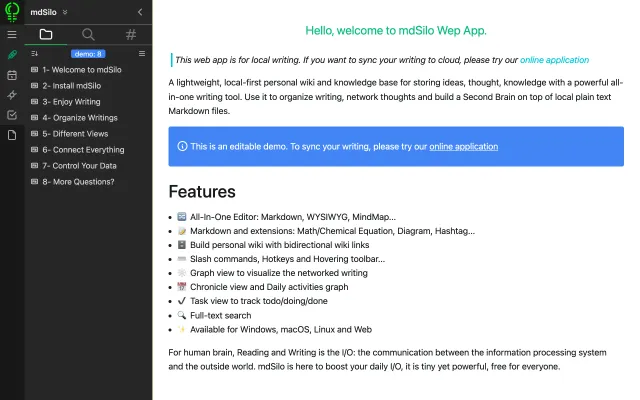 mdSilo
demo: 8
1- Welcome to mdSilo
2- Install mdSilo
3- Enjoy Writing
4- Organize Writings
5- Different Views
6- Connect Everything
7- Control Your Data
8- More Questions?
Hello, welcome to mdSilo Wep App.
This web app is for local writing. If you want to sync your writing to cloud, please try our online application
A lightweight, local-first personal wiki and knowledge base for storing ideas, thought, knowledge with a powerful all-
in-one writing tool. Use it to organize writing, network thoughts and build a Second Brain on top of local plain text
Markdown files.
This is an editable demo. To sync your writing, please try our online application
Features
• All-In-One Editor: Markdown, WYSIWYG, MindMap...
• Markdown and extensions: Math/Chemical Equation, Diagram, Hashtag...
• Build personal wiki with bidirectional wiki links
• Slash commands, Hotkeys and Hovering toolbar...
• Graph view to visualize the networked writing
• Chronicle view and Daily activities graph
• Task view to track todo/doing/done
• Full-text search
• Available for Windows, macOS, Linux and Web
For human brain, Reading and Writing is the I/O: the communication between the information processing system
and the outside world. mdSilo is here to boost your daily I/O, it is tiny yet powerful, free for everyone.